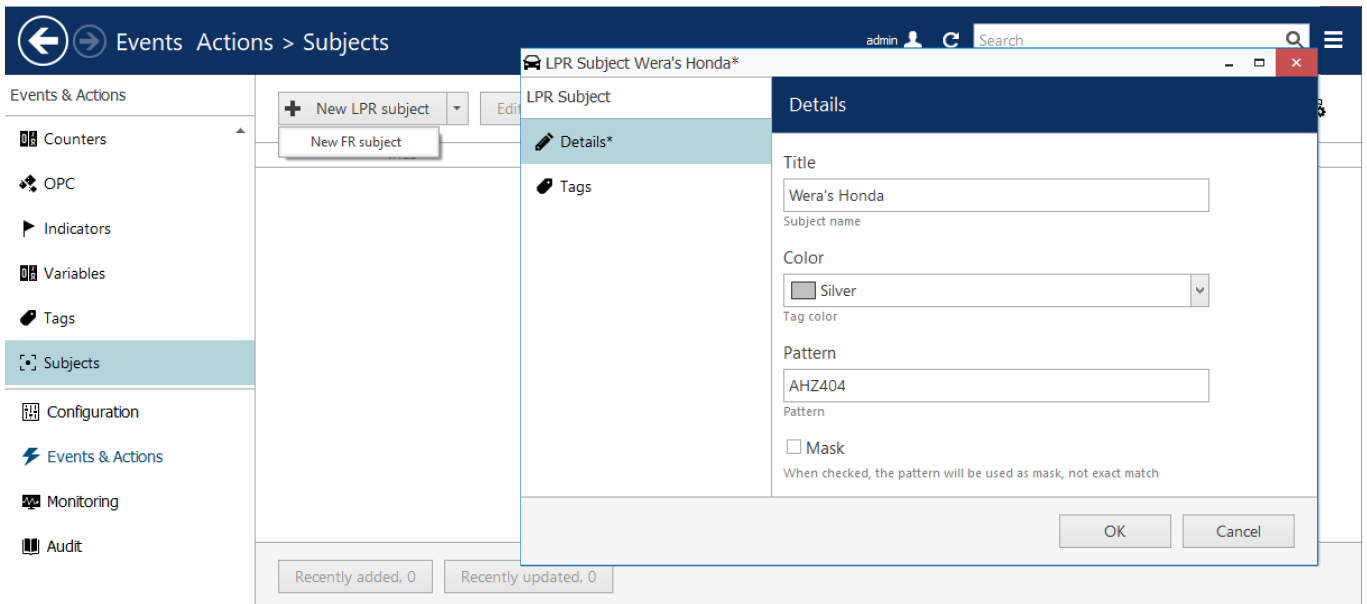 Events Actions > Subjects
admin
Search
Events & Actions
Counters
OPC
Indicators
Variables
Tags
Subjects
Configuration
Events & Actions
Monitoring
Audit
New LPR subject
Edit
New FR subject
Recently added, 0
Recently updated, 0
LPR Subject Wera's Honda*
LPR Subject
Details*
Tags
Details
Title
Wera's Honda
Subject name
Color
Silver
Tag color
Pattern
AHZ404
Pattern
Mask
When checked, the pattern will be used as mask, not exact match
OK
Cancel